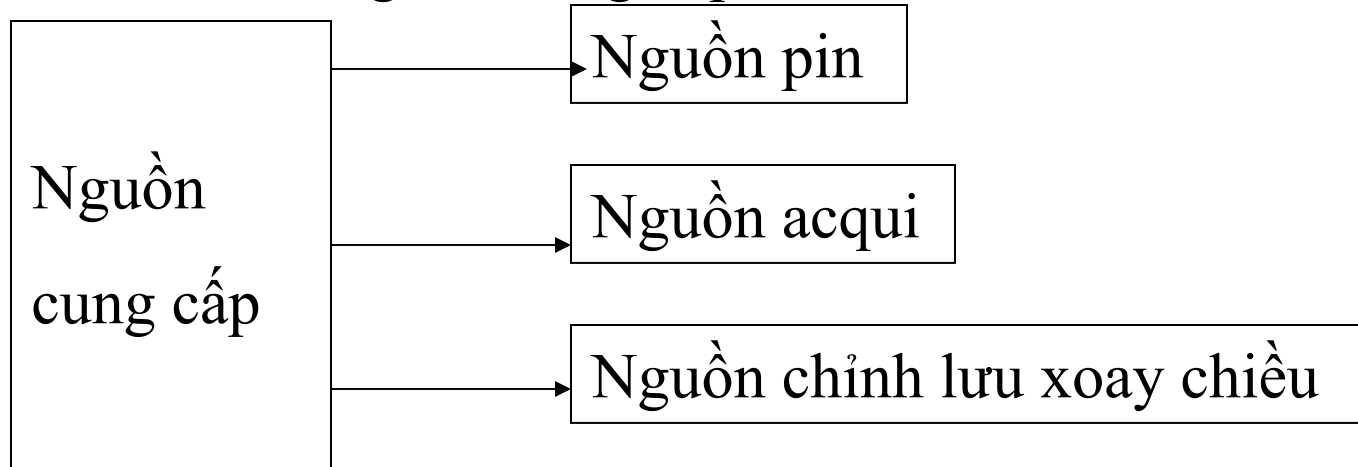 Nguồn pin
Nguồn
cung cấp
Nguồn acqui
Nguồn chỉnh lưu xoay chiều